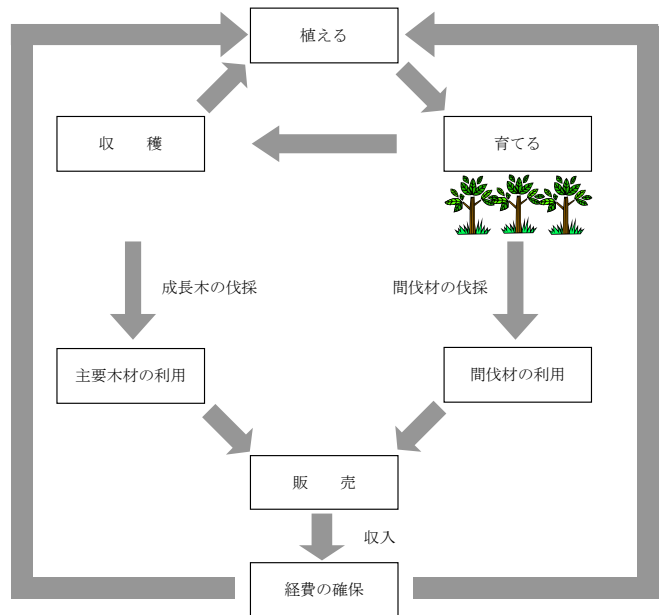 植える
収　　穫
育てる
成長木の伐採
間伐材の伐採
主要木材の利用
間伐材の利用
販　　売
収入
経費の確保